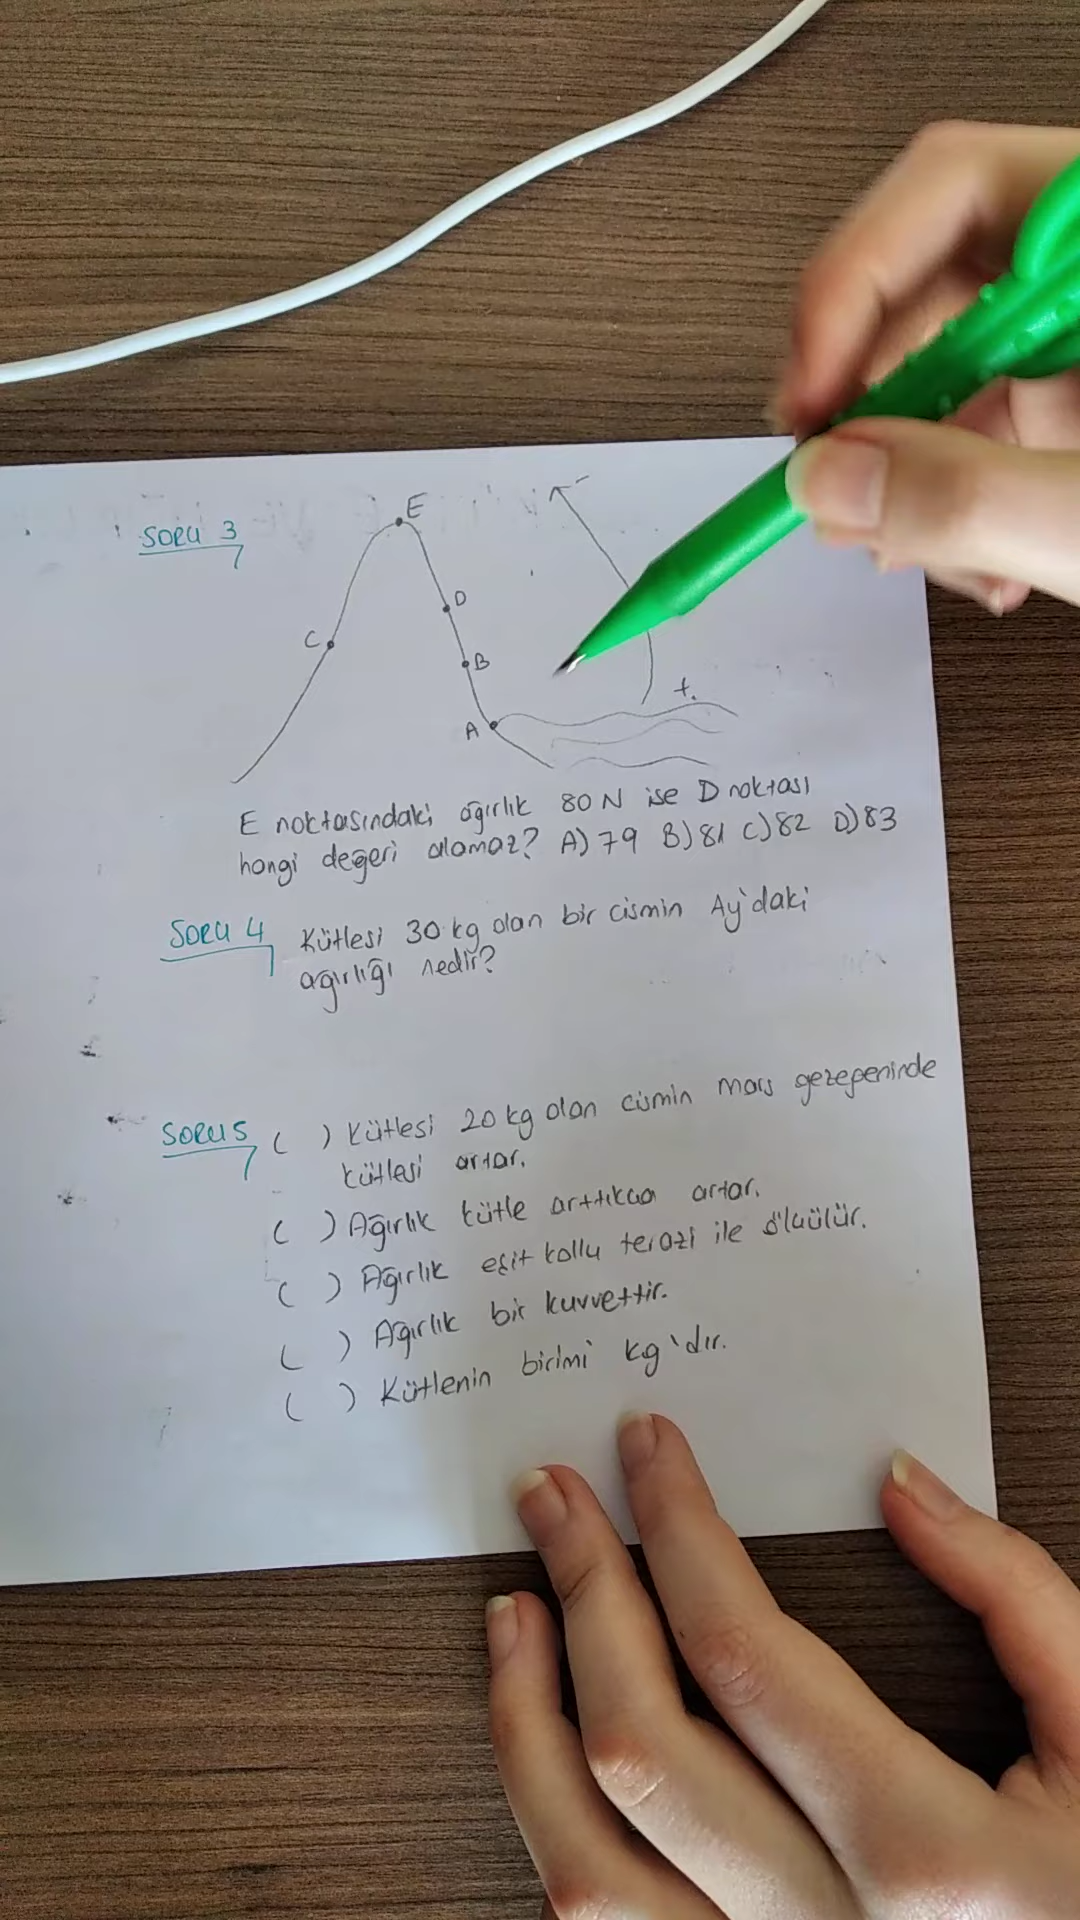 SORU 3
E
D
C
B
A
+
-
E noktasındaki ağırlık 80 N ise D noktası
hangi değeri alamaz? A) 79 B) 81 C) 82 D) 83
SORU 4 Kütlesi 30 kg olan bir cismin Ay'daki
ağırlığı nedir?
SORU 5 ( ) Kütlesi 20 kg olan cismin Mars gezegeninde
kütlesi artar.
( ) Ağırlık kütle arttıkça artar.
( ) Ağırlık eşit kollu terazi ile ölçülür.
( ) Ağırlık bir kuvvettir.
( ) Kütlenin birimi kg'dır.